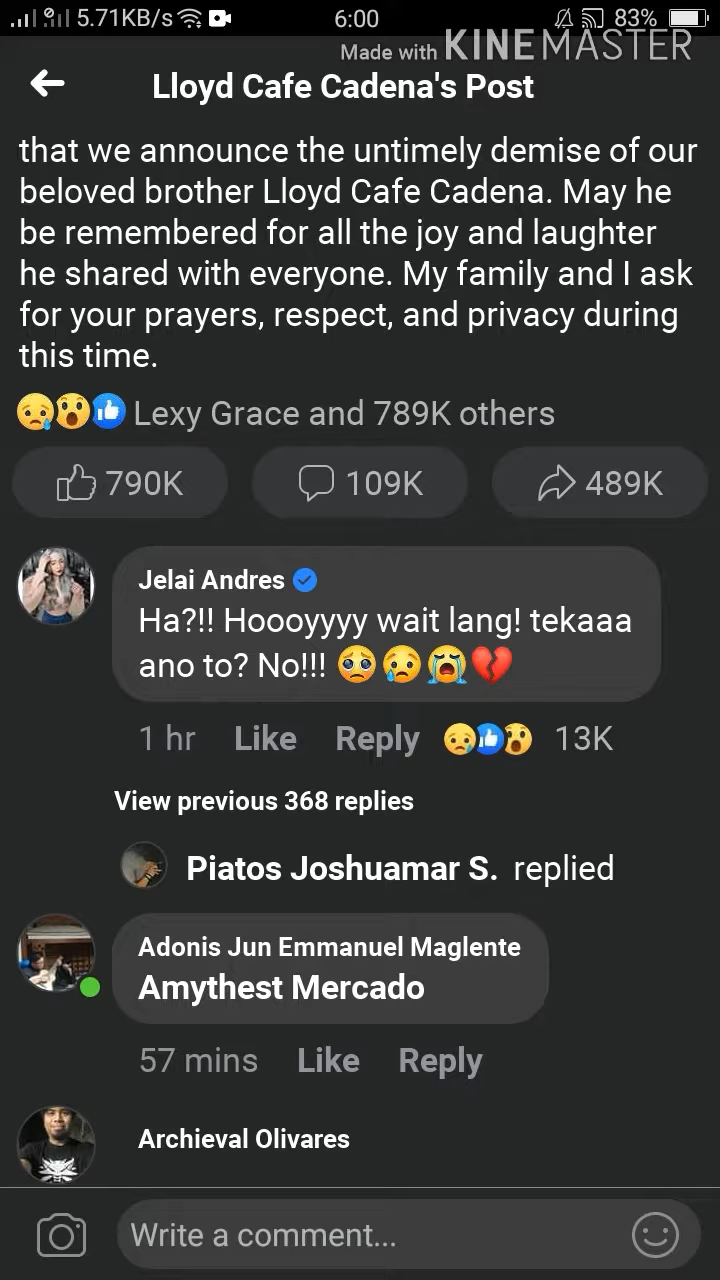 5.71KB/s 6:00 83%
Made with KINEMASTER
Lloyd Cafe Cadena's Post
that we announce the untimely demise of our
beloved brother Lloyd Cafe Cadena. May he
be remembered for all the joy and laughter
he shared with everyone. My family and I ask
for your prayers, respect, and privacy during
this time.
Lexy Grace and 789K others
790K 109K 489K
Jelai Andres
Ha?!! Hoooyyyy wait lang! tekaaa
ano to? No!!! 🥺😢😭💔
1 hr Like Reply 13K
View previous 368 replies
Piatos Joshuamar S. replied
Adonis Jun Emmanuel Maglente
Amythest Mercado
57 mins Like Reply
Archieval Olivares
Write a comment...